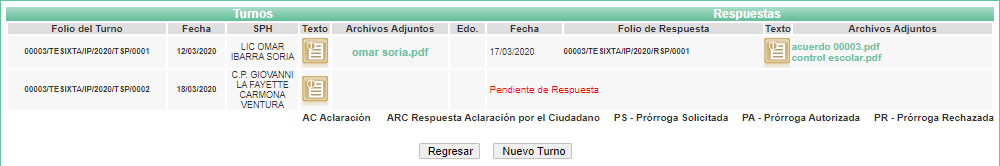 Turnos Respuestas
Folio del Turno Fecha SPH Texto Archivos Adjuntos Edo. Fecha Folio de Respuesta Texto Archivos Adjuntos
00003/TESIXTA/IP/2020/TSP/0001 12/03/2020 LIC OMAR IBARRA SORIA omar soria.pdf 17/03/2020 00003/TESIXTA/IP/2020/RSP/0001 acuerdo 00003.pdf
control escolar.pdf
00003/TESIXTA/IP/2020/TSP/0002 18/03/2020 C.P. GIOVANNI LA FAYETTE CARMONA VENTURA Pendiente de Respuesta
AC Aclaración ARC Respuesta Aclaración por el Ciudadano PS - Prórroga Solicitada PA - Prórroga Autorizada PR - Prórroga Rechazada
Regresar Nuevo Turno